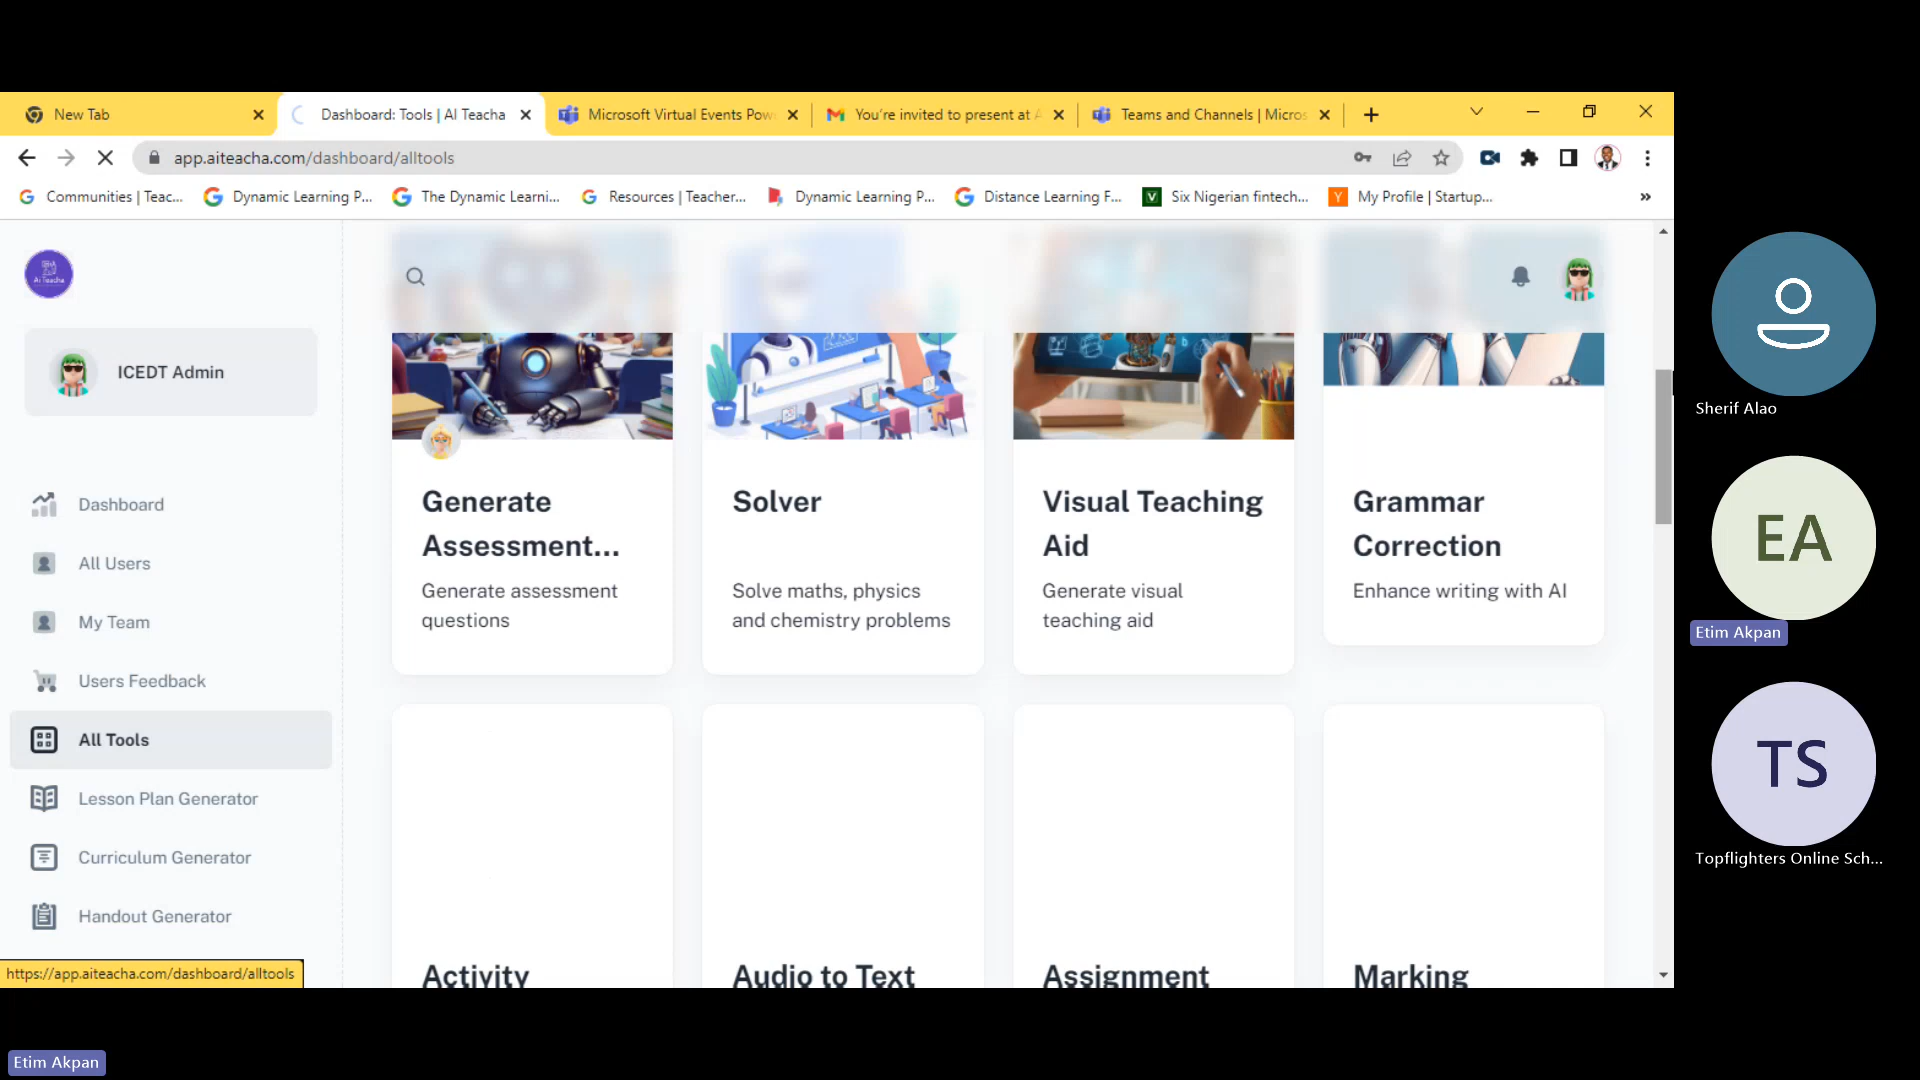 New Tab
Dashboard: Tools | AI Teacha
Microsoft Virtual Events Pow
You're invited to present at A
Teams and Channels | Micros
app.aiteacha.com/dashboard/alltools
Communities | Teac...
Dynamic Learning P...
The Dynamic Learni...
Resources | Teacher...
Dynamic Learning P...
Distance Learning F...
Six Nigerian fintech...
My Profile | Startup...
»
Ai Teacha
ICEDT Admin
Dashboard
All Users
My Team
Users Feedback
All Tools
Lesson Plan Generator
Curriculum Generator
Handout Generator
https://app.aiteacha.com/dashboard/alltools
Generate
Assessment...
Generate assessment
questions
Solver
Solve maths, physics
and chemistry problems
Visual Teaching
Aid
Generate visual
teaching aid
Grammar
Correction
Enhance writing with AI
Activity
Audio to Text
Assignment
Marking
Sherif Alao
EA
Etim Akpan
TS
Topflighters Online Sch...
Etim Akpan